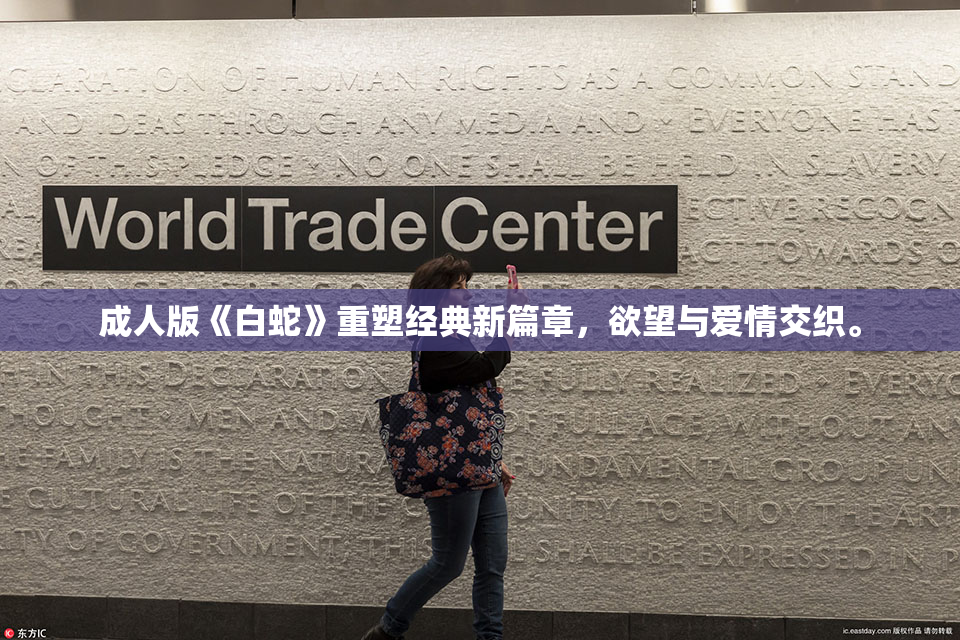 CLARATION OF HUMAN RIGHTS AS A COMMON STAND
AND IDEAS THROUGH ANY MEDIA AND EVERYONE HAS T
N OF THIS PLEDGE NO ONE SHALL BE HELD IN SLAVERY
World Trade Center
ECTIVE RECOGN
ACT TOWARDS O
成人版《白蛇》重塑经典新篇章，欲望与爱情交织。
IN THIS DECLARATION FULLY REALIZED EVERYO
THOUGHT MEN AND OF FULL AGE WITHO
E FAMILY IS THE NATURA FUNDAMENTAL GROUP
E CULTURAL LIFE OF THE UNITY, TO ENJOY THE ART
TY OF GOVERNMENT; THIS SHALL BE EXPRESSED IN P
东方IC
ic.eastday.com 版权作品 请勿转载